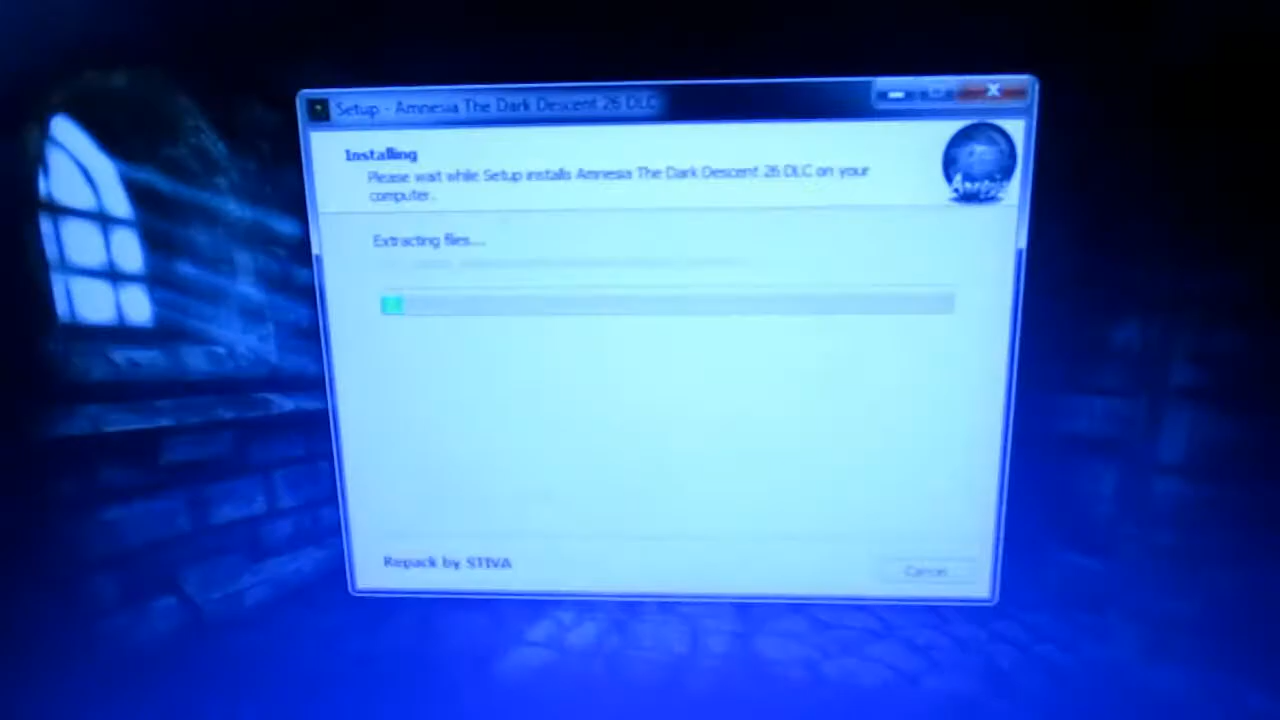 Setup - Amnesia The Dark Descent 26 DLC
Installing
Please wait while Setup installs Amnesia The Dark Descent 26 DLC on your
computer.
Extracting files...
Repack by STIVA
Cancel